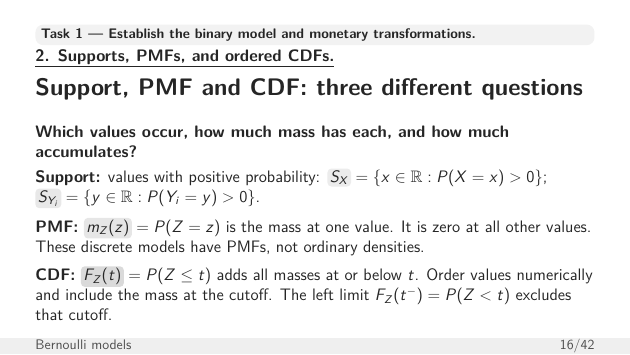 Task 1 — Establish the binary model and monetary transformations.
2. Supports, PMFs, and ordered CDFs.
Support, PMF and CDF: three different questions
Which values occur, how much mass has each, and how much
accumulates?
Support: values with positive probability: S_X = {x ∈ ℝ : P(X = x) > 0};
S_{Y_i} = {y ∈ ℝ : P(Y_i = y) > 0}.
PMF: m_Z(z) = P(Z = z) is the mass at one value. It is zero at all other values.
These discrete models have PMFs, not ordinary densities.
CDF: F_Z(t) = P(Z ≤ t) adds all masses at or below t. Order values numerically
and include the mass at the cutoff. The left limit F_Z(t⁻) = P(Z < t) excludes
that cutoff.
Bernoulli models 16/42